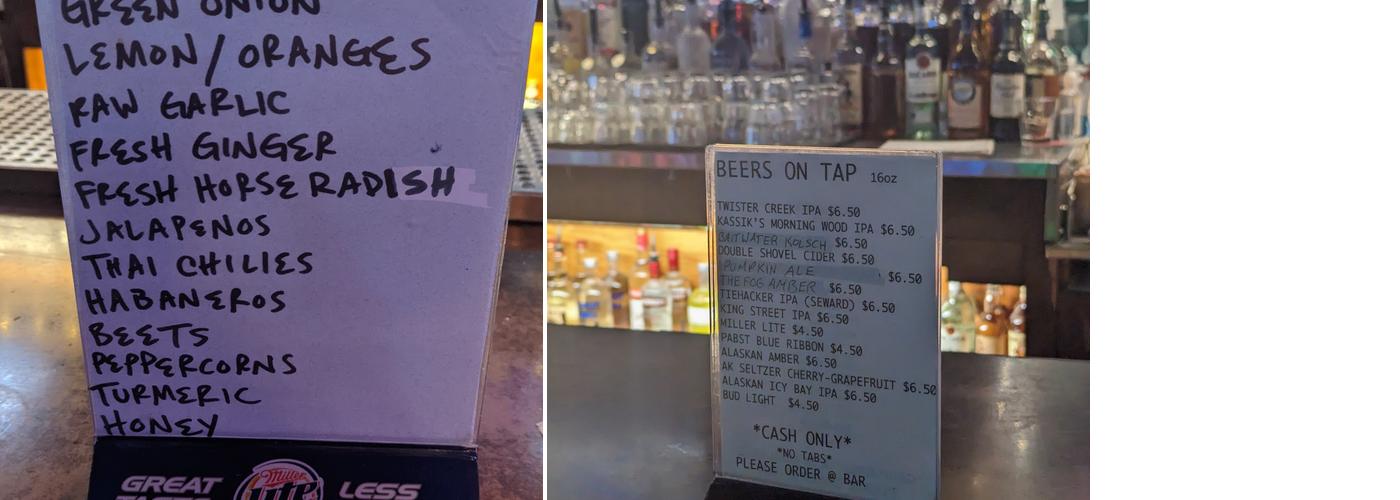 GREEN ONION
LEMON/ORANGES
RAW GARLIC
FRESH GINGER
FRESH HORSERADISH
JALAPENOS
THAI CHILIES
HABANEROS
BEETS
PEPPERCORNS
TURMERIC
HONEY
GREAT
TASTE
Miller
Lite
LESS
BEERS ON TAP 16oz
TWISTER CREEK IPA $6.50
KASSIK'S MORNING WOOD IPA $6.50
BAITWATER KOLSCH $6.50
DOUBLE SHOVEL CIDER $6.50
PUMPKIN ALE $6.50
THE FOG AMBER $6.50
TIEHACKER IPA (SEWARD) $6.50
KING STREET IPA $6.50
MILLER LITE $4.50
PABST BLUE RIBBON $4.50
ALASKAN AMBER $6.50
AK SELTZER CHERRY-GRAPEFRUIT $6.50
ALASKAN ICY BAY IPA $6.50
BUD LIGHT $4.50
*CASH ONLY*
*NO TABS*
PLEASE ORDER @ BAR